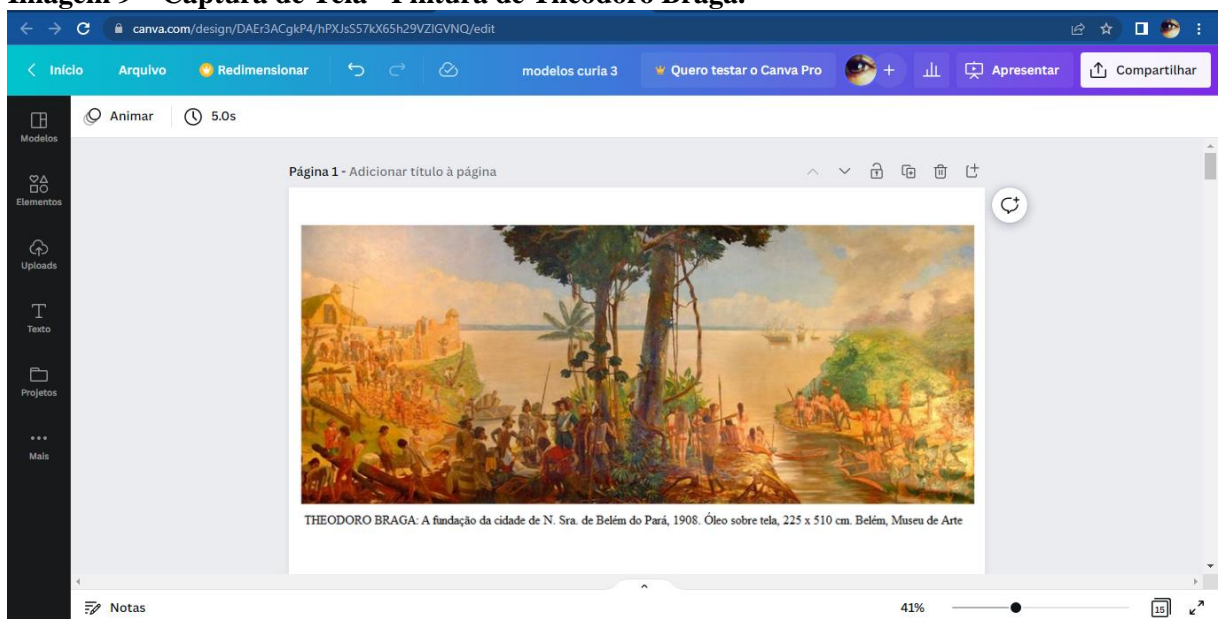 Imagem 9 – Captura de Tela - Pintura de Theodoro Braga.
canva.com/design/DAEr3ACgkP4/hPXJsS57kX65h29VZIGVNQ/edit
Início Arquivo Redimensionar modelos curia 3 Quero testar o Canva Pro + Apresentar Compartilhar
Animar 5.0s
Modelos
Elementos
Uploads
Texto
Projetos
Mais
Página 1 - Adicionar título à página
THEODORO BRAGA: A fundação da cidade de N. Sra. de Belém do Pará, 1908. Óleo sobre tela, 225 x 510 cm. Belém, Museu de Arte
Notas 41% 15